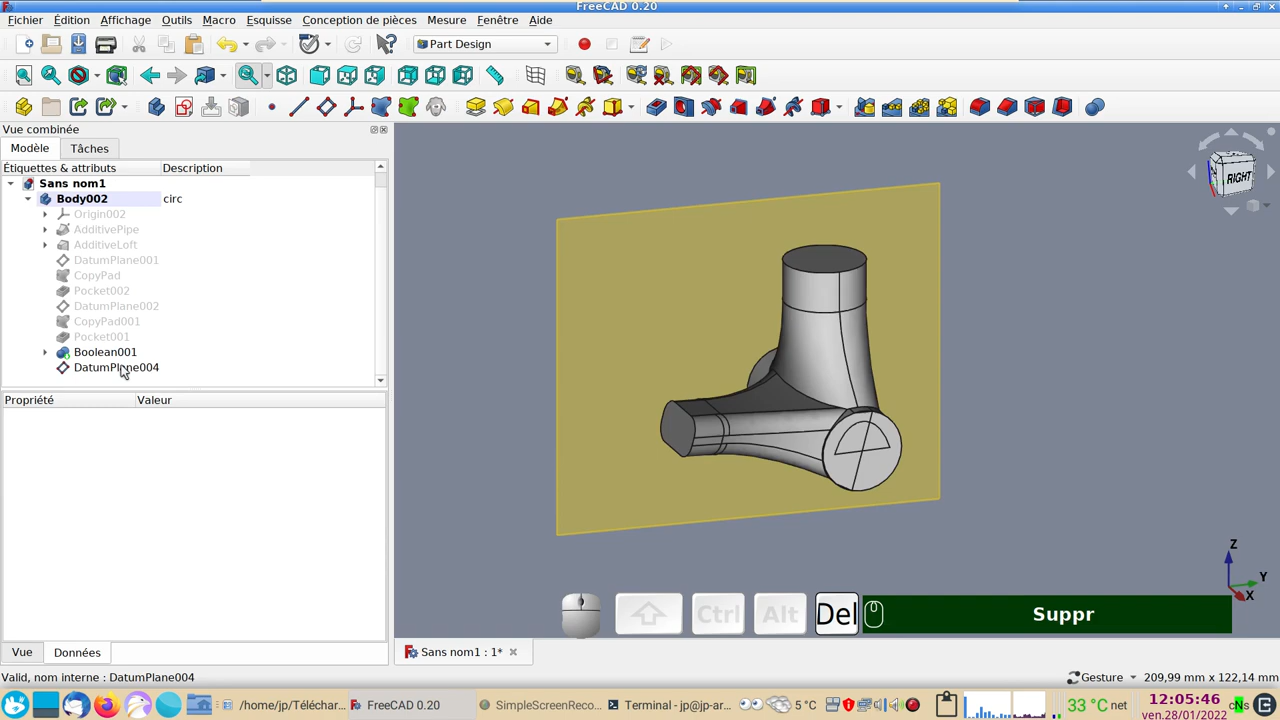 FreeCAD 0.20
Fichier Édition Affichage Outils Macro Esquisse Conception de pièces Mesure Fenêtre Aide
Part Design
Vue combinée
Modèle Tâches
Étiquettes & attributs Description
Sans nom1
Body002 circ
Origin002
AdditivePipe
AdditiveLoft
DatumPlane001
CopyPad
Pocket002
DatumPlane002
CopyPad001
Pocket001
Boolean001
DatumPlane004
Propriété Valeur
RIGHT
Z
Y
X
Ctrl Alt Del Suppr
Vue Données
Sans nom1 : 1*
Valid, nom interne : DatumPlane004
Gesture 209,99 mm x 122,14 mm
/home/jp/Téléchar... FreeCAD 0.20 SimpleScreenReco... Terminal - jp@jp-ar... 5 °C 33 °C net 12:05:46 cNs
ven.28/01/2022